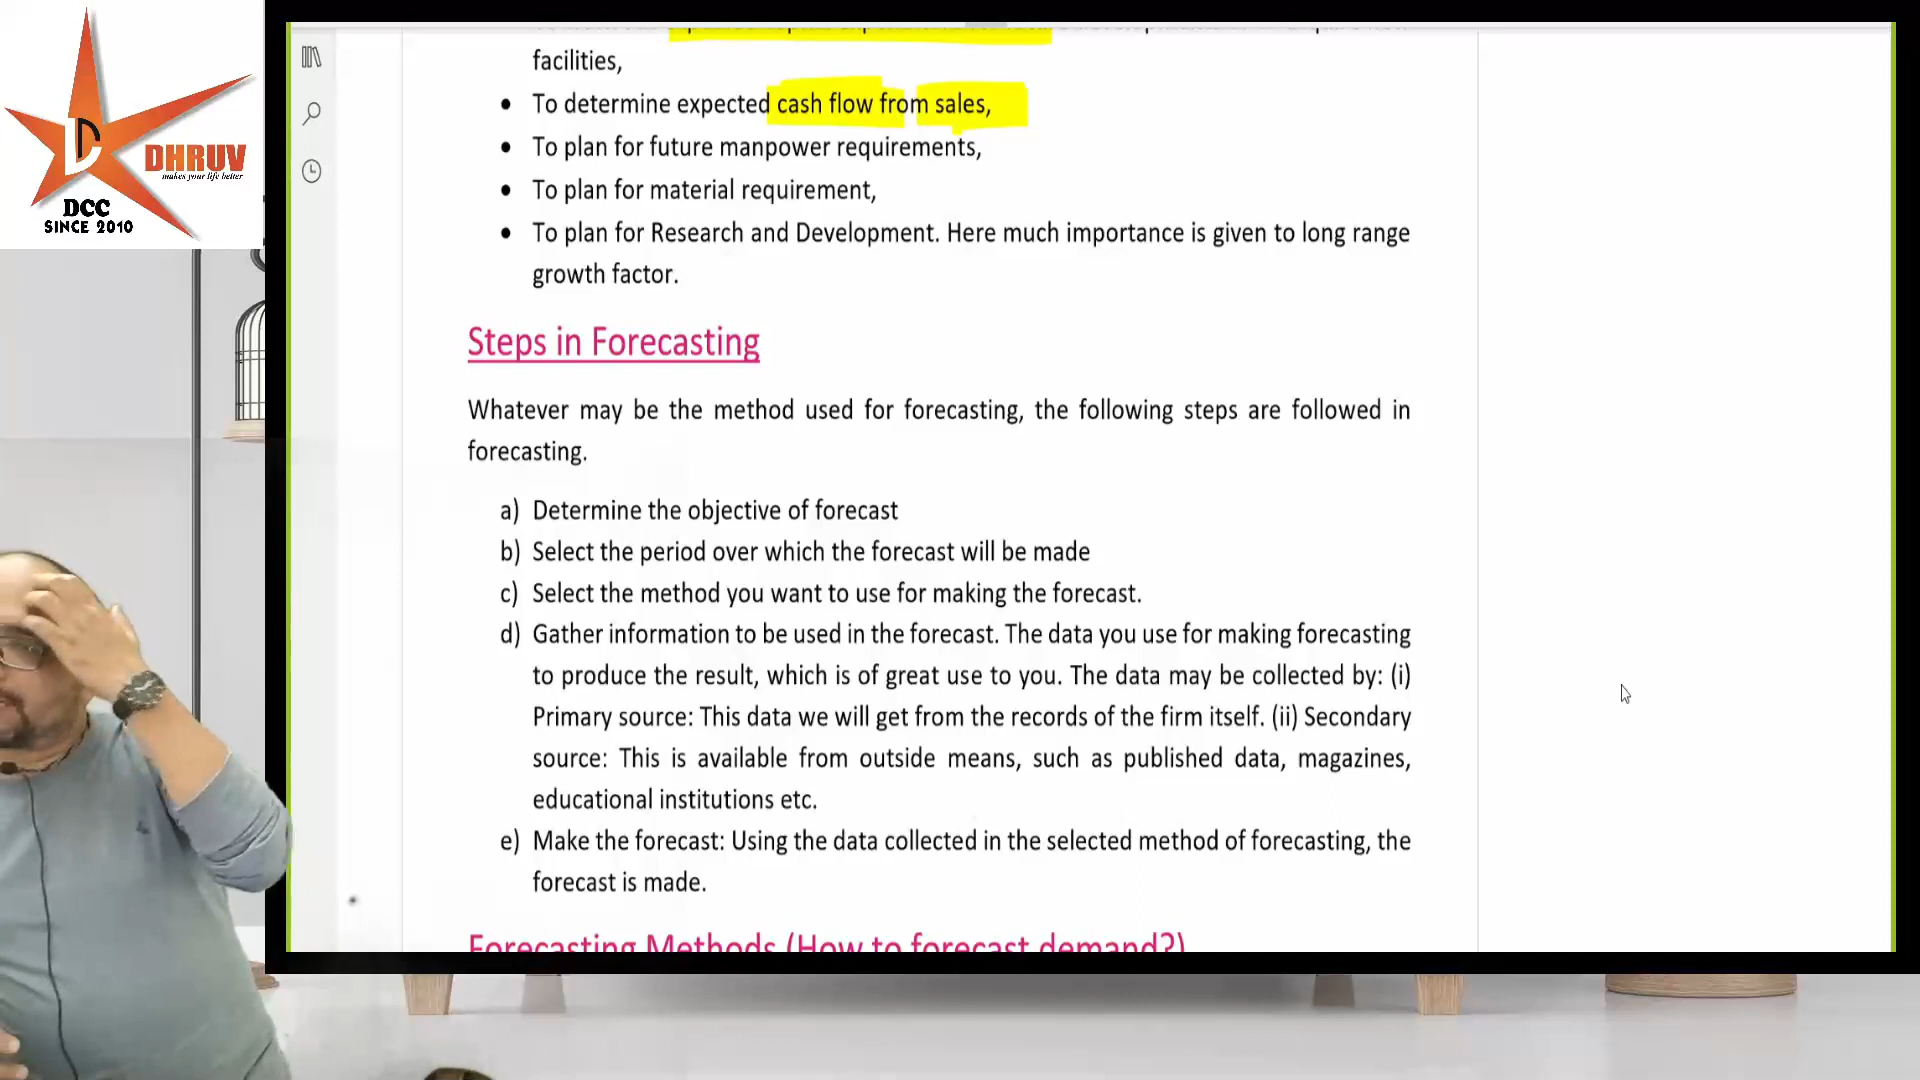 DHRUV
makes your life better
DCC
SINCE 2010
facilities,
• To determine expected cash flow from sales,
• To plan for future manpower requirements,
• To plan for material requirement,
• To plan for Research and Development. Here much importance is given to long range
growth factor.
Steps in Forecasting
Whatever may be the method used for forecasting, the following steps are followed in
forecasting.
a) Determine the objective of forecast
b) Select the period over which the forecast will be made
c) Select the method you want to use for making the forecast.
d) Gather information to be used in the forecast. The data you use for making forecasting
to produce the result, which is of great use to you. The data may be collected by: (i)
Primary source: This data we will get from the records of the firm itself. (ii) Secondary
source: This is available from outside means, such as published data, magazines,
educational institutions etc.
e) Make the forecast: Using the data collected in the selected method of forecasting, the
forecast is made.
Forecasting Methods (How to forecast demand?)